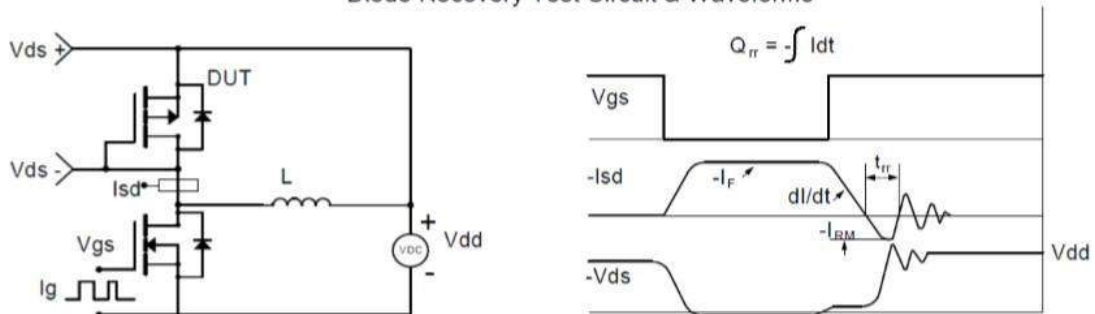 Diode Recovery Test Circuit & Waveforms
Vds +
DUT
Vds -
Isd
L
Vgs
Ig
+
VDC
-
Vdd
Qrr = -∫ Idt
Vgs
-Isd
-IF
dI/dt
trr
-IRM
Vdd
-Vds